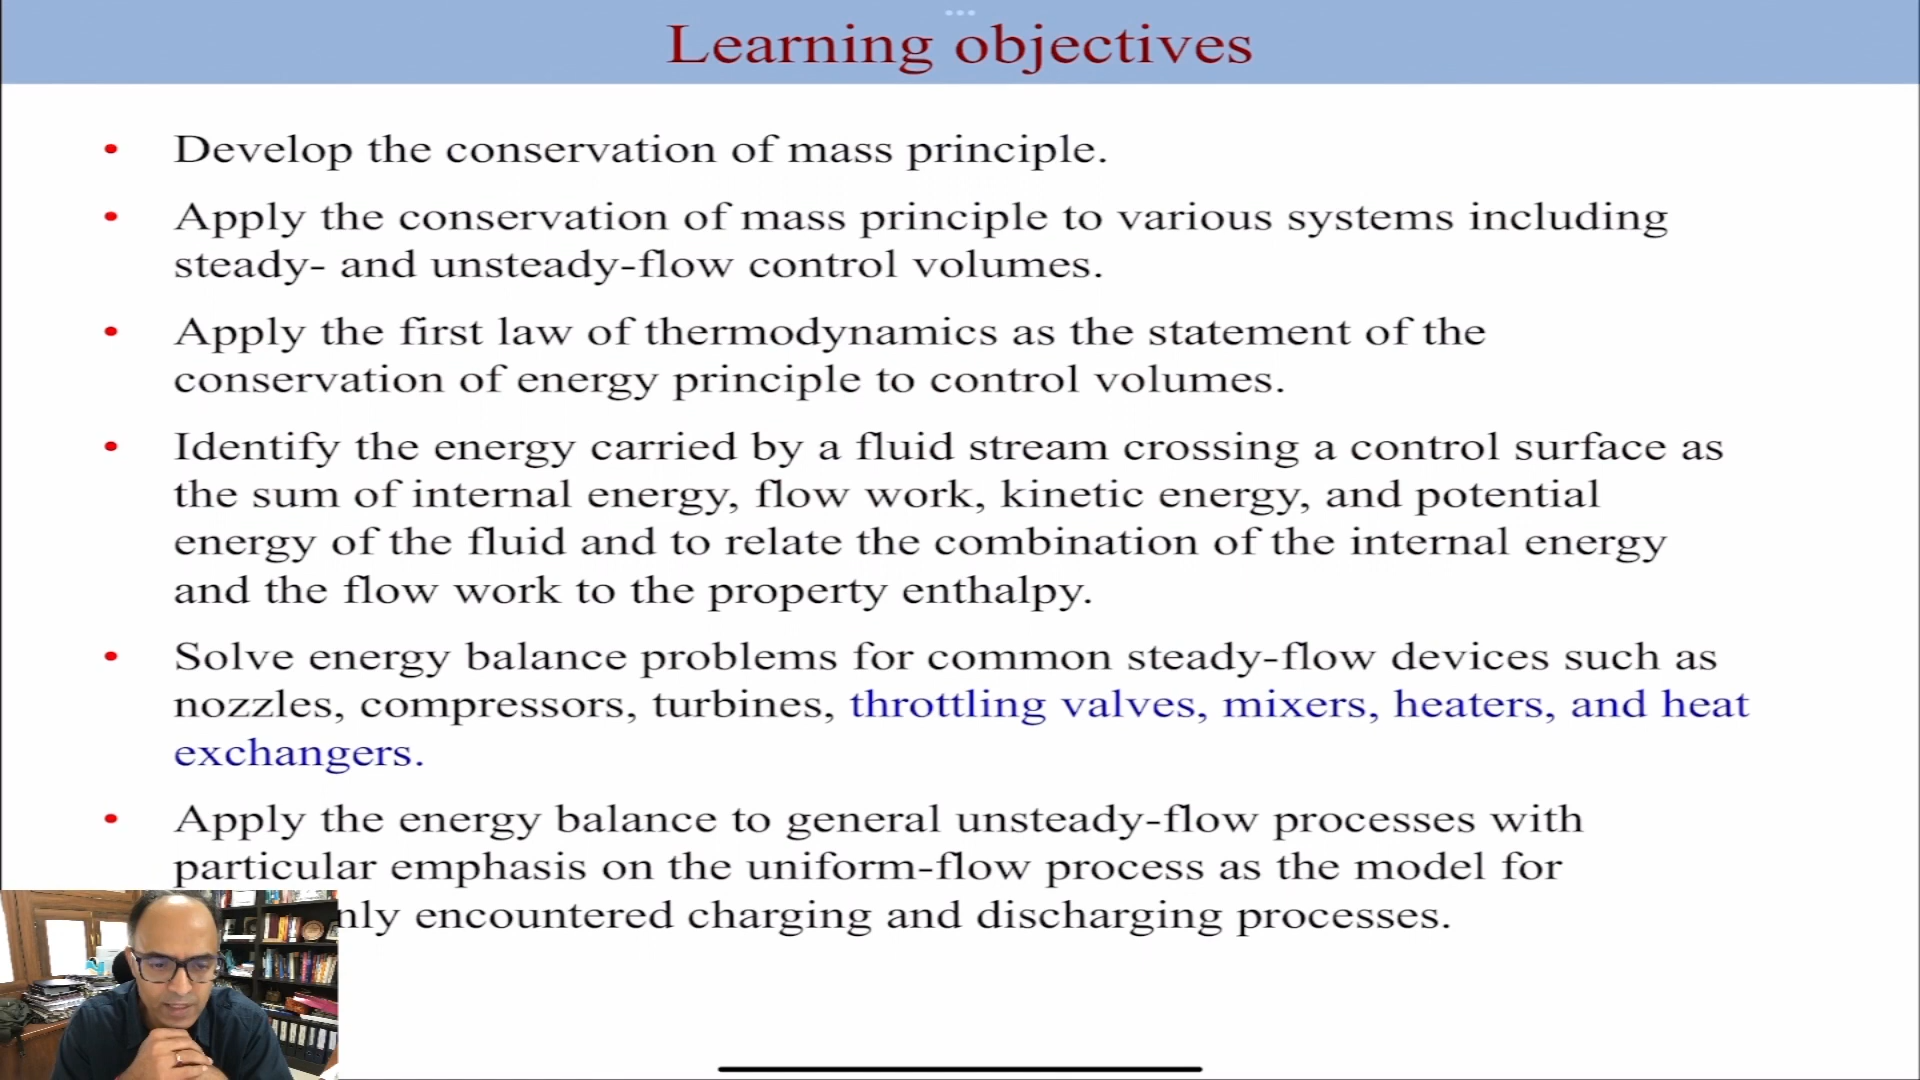 Learning objectives
• Develop the conservation of mass principle.
• Apply the conservation of mass principle to various systems including
steady- and unsteady-flow control volumes.
• Apply the first law of thermodynamics as the statement of the
conservation of energy principle to control volumes.
• Identify the energy carried by a fluid stream crossing a control surface as
the sum of internal energy, flow work, kinetic energy, and potential
energy of the fluid and to relate the combination of the internal energy
and the flow work to the property enthalpy.
• Solve energy balance problems for common steady-flow devices such as
nozzles, compressors, turbines, throttling valves, mixers, heaters, and heat
exchangers.
• Apply the energy balance to general unsteady-flow processes with
particular emphasis on the uniform-flow process as the model for
nly encountered charging and discharging processes.